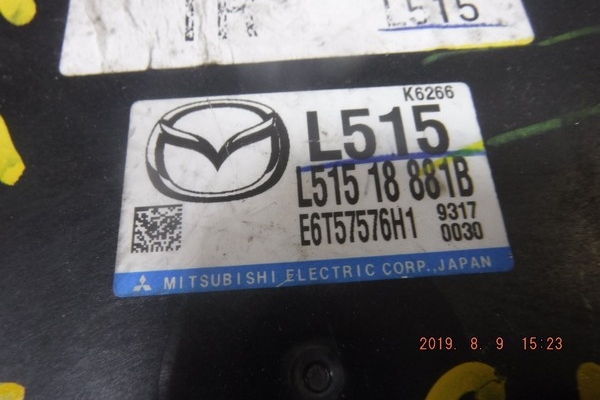 L515
K6266
L515
L515 18 881B
E6T57576H1 9317
0030
MITSUBISHI ELECTRIC CORP., JAPAN
2019. 8. 9 15:23